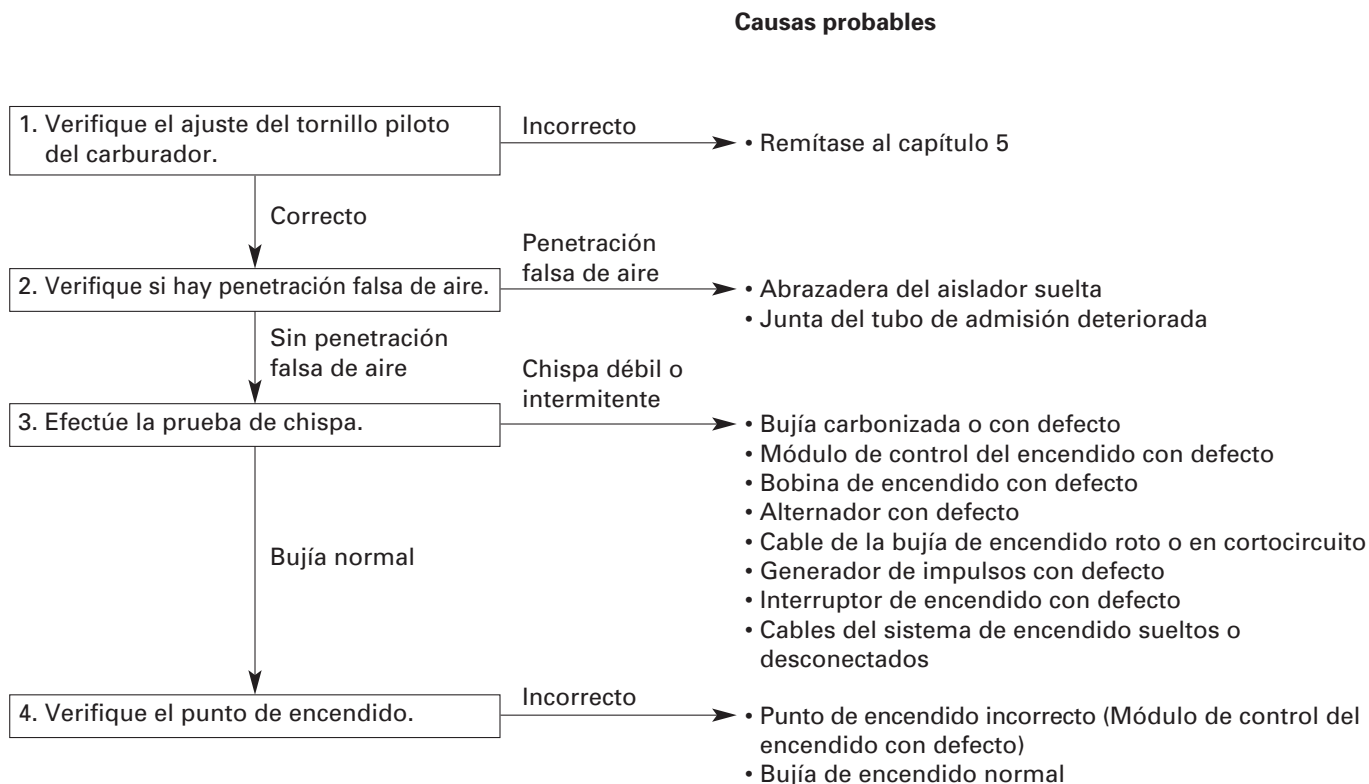 Causas probables
1. Verifique el ajuste del tornillo piloto
del carburador.
Incorrecto
• Remítase al capítulo 5
Correcto
Penetración
falsa de aire
2. Verifique si hay penetración falsa de aire.
• Abrazadera del aislador suelta
• Junta del tubo de admisión deteriorada
Sin penetración
falsa de aire
Chispa débil o
intermitente
3. Efectúe la prueba de chispa.
• Bujía carbonizada o con defecto
• Módulo de control del encendido con defecto
• Bobina de encendido con defecto
• Alternador con defecto
• Cable de la bujía de encendido roto o en cortocircuito
• Generador de impulsos con defecto
• Interruptor de encendido con defecto
• Cables del sistema de encendido sueltos o
desconectados
Bujía normal
4. Verifique el punto de encendido.
Incorrecto
• Punto de encendido incorrecto (Módulo de control del
encendido con defecto)
• Bujía de encendido normal